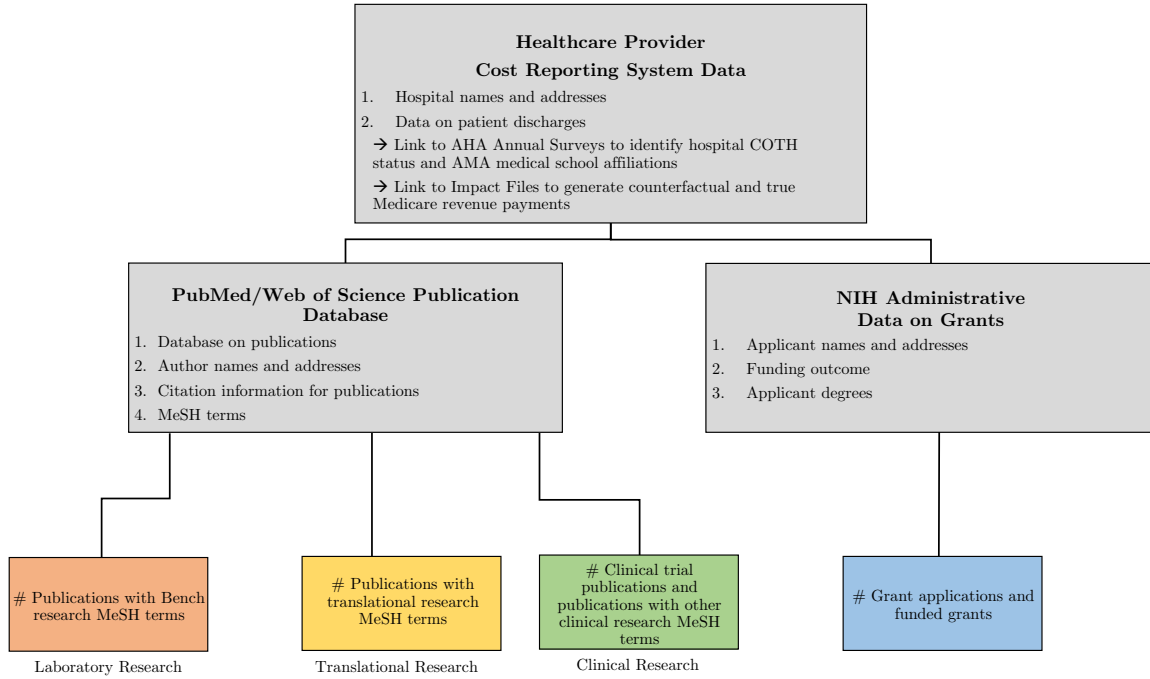 Healthcare Provider
Cost Reporting System Data
1. Hospital names and addresses
2. Data on patient discharges
→ Link to AHA Annual Surveys to identify hospital COTH
status and AMA medical school affiliations
→ Link to Impact Files to generate counterfactual and true
Medicare revenue payments
PubMed/Web of Science Publication
Database
1. Database on publications
2. Author names and addresses
3. Citation information for publications
4. MeSH terms
NIH Administrative
Data on Grants
1. Applicant names and addresses
2. Funding outcome
3. Applicant degrees
# Publications with Bench
research MeSH terms
Laboratory Research
# Publications with
translational research
MeSH terms
Translational Research
# Clinical trial
publications and
publications with other
clinical research MeSH
terms
Clinical Research
# Grant applications and
funded grants